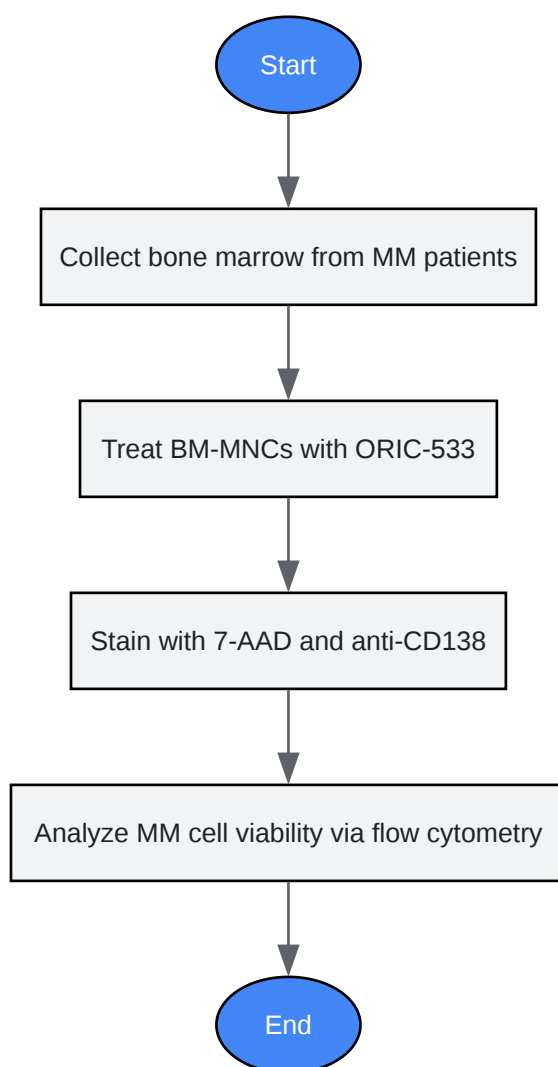 Start
Collect bone marrow from MM patients
Treat BM-MNCs with ORIC-533
Stain with 7-AAD and anti-CD138
Analyze MM cell viability via flow cytometry
End